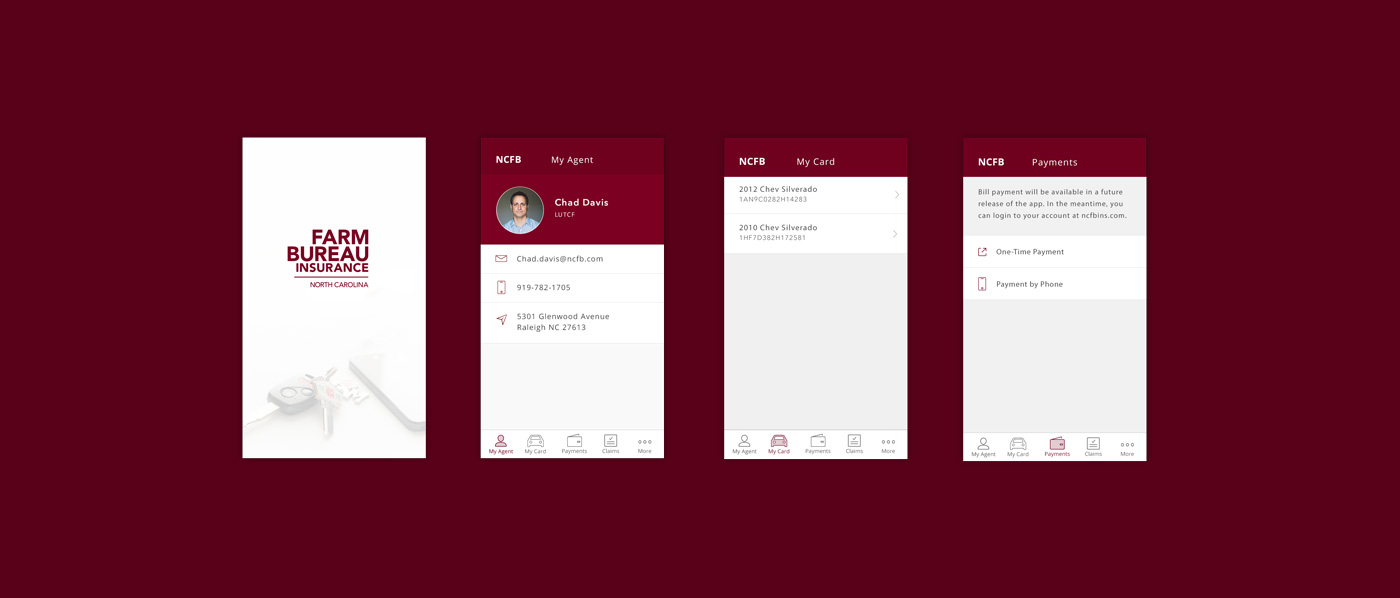 FARM
BUREAU
INSURANCE
NORTH CAROLINA
NCFB My Agent
Chad Davis
LUTCF
Chad.davis@ncfb.com
919-782-1705
5301 Glenwood Avenue
Raleigh NC 27613
My Agent My Card Payments Claims More
NCFB My Card
2012 Chev Silverado
1AN9C0282H14283
2010 Chev Silverado
1HF7D382H172581
My Agent My Card Payments Claims More
NCFB Payments
Bill payment will be available in a future
release of the app. In the meantime, you
can login to your account at ncfbins.com.
One-Time Payment
Payment by Phone
My Agent My Card Payments Claims More